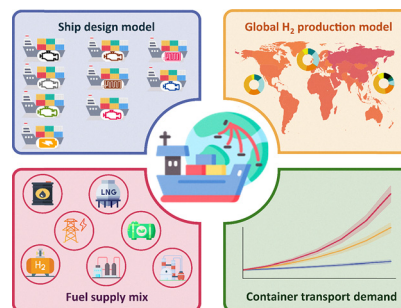 Ship design model
Global H₂ production model
LNG
H₂
Fuel supply mix
Container transport demand